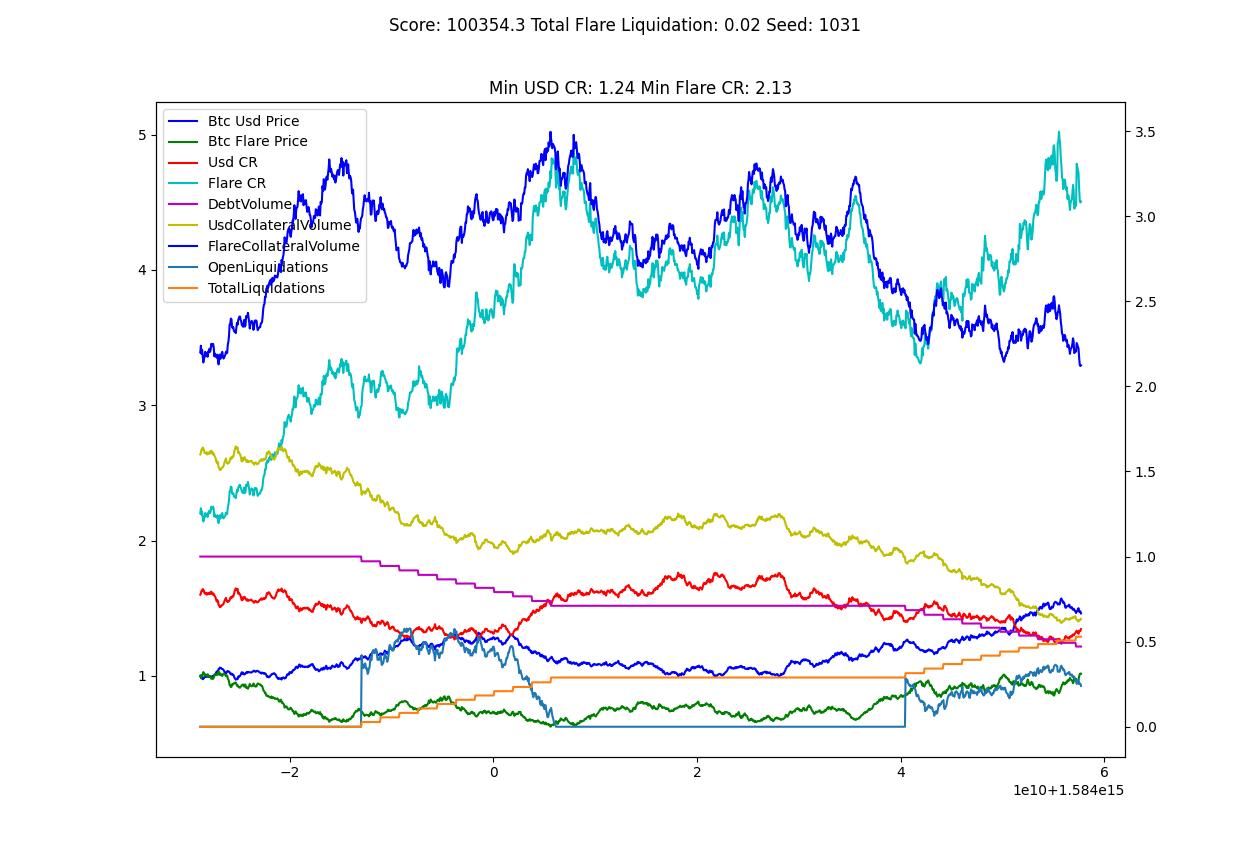 Score: 100354.3 Total Flare Liquidation: 0.02 Seed: 1031
Min USD CR: 1.24 Min Flare CR: 2.13
Btc Usd Price
Btc Flare Price
Usd CR
Flare CR
DebtVolume
UsdCollateralVolume
FlareCollateralVolume
OpenLiquidations
TotalLiquidations
5
4
3
2
1
3.5
3.0
2.5
2.0
1.5
1.0
0.5
0.0
−2 0 2 4 6
1e10+1.584e15